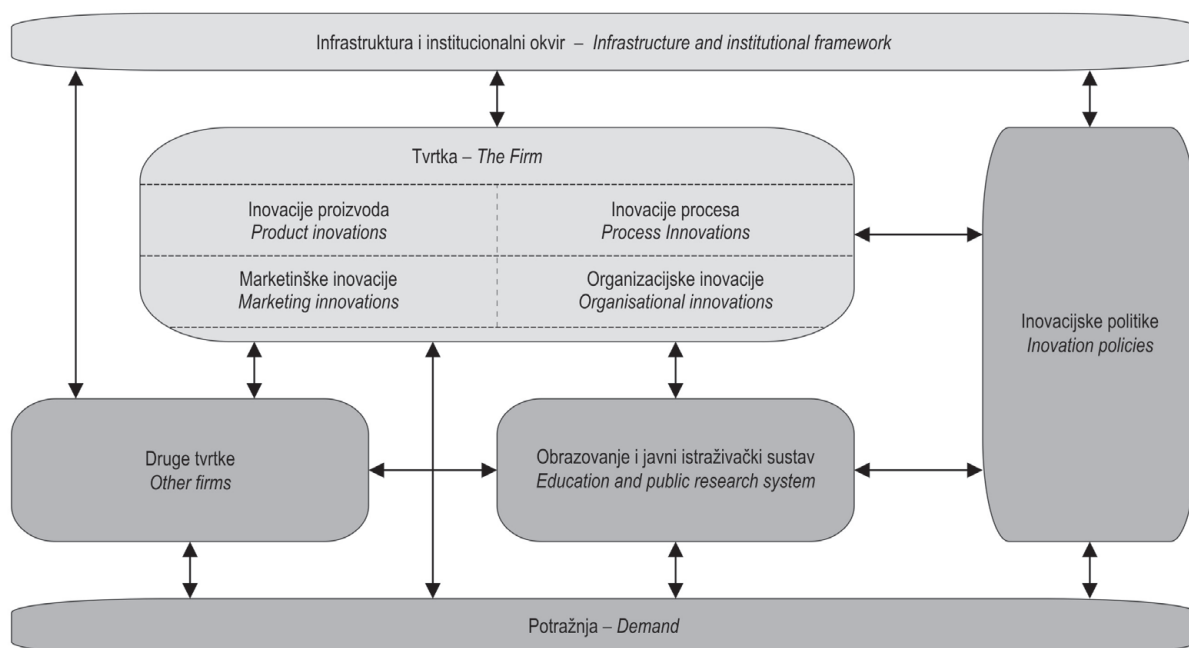 Infrastruktura i institucionalni okvir – Infrastructure and institutional framework
Tvrtka – The Firm
Inovacije proizvoda
Product inovations
Inovacije procesa
Process Innovations
Marketinške inovacije
Marketing innovations
Organizacijske inovacije
Organisational innovations
Inovacijske politike
Inovation policies
Druge tvrtke
Other firms
Obrazovanje i javni istraživački sustav
Education and public research system
Potražnja – Demand